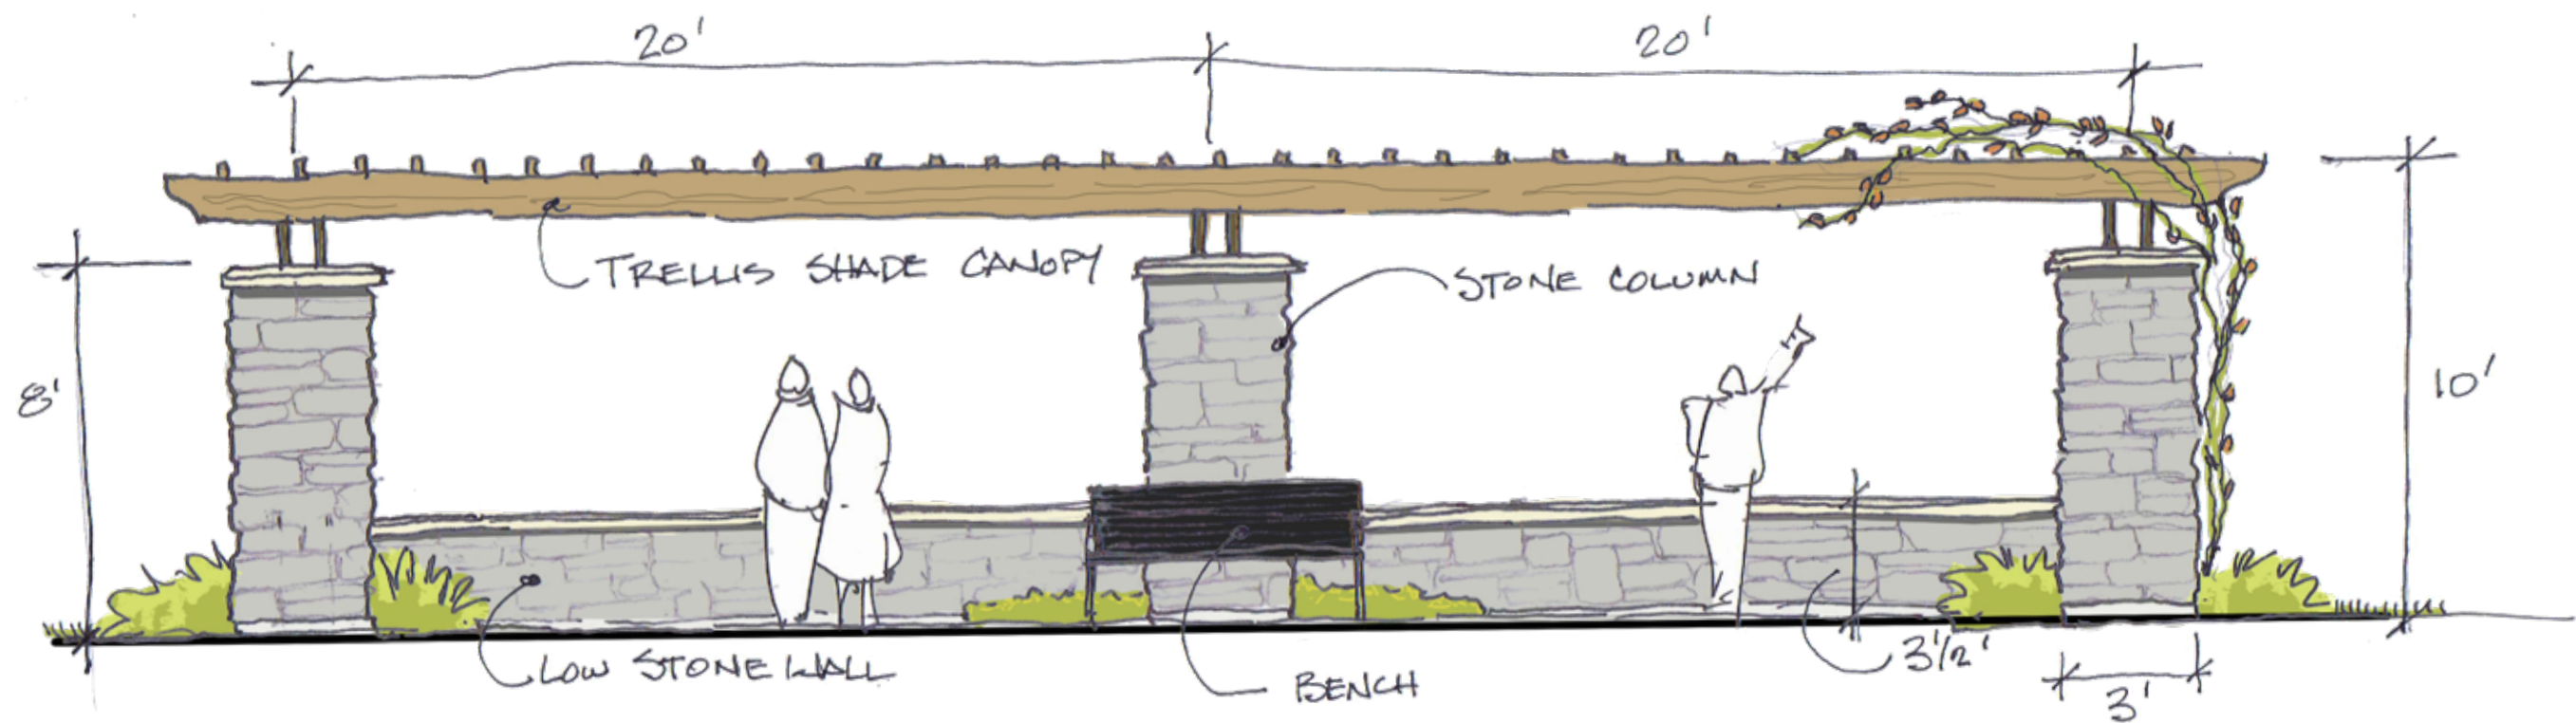 20'
20'
TRELLIS SHADE CANOPY
STONE COLUMN
8'
10'
LOW STONE WALL
BENCH
3 1/2'
3'